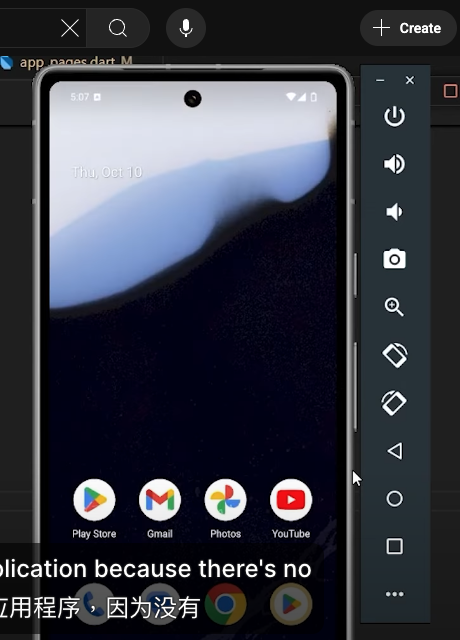 Create
app_pages.dart M
5:07
Thu, Oct 10
Play Store
Gmail
Photos
YouTube
plication because there's no
应用程序，因为没有